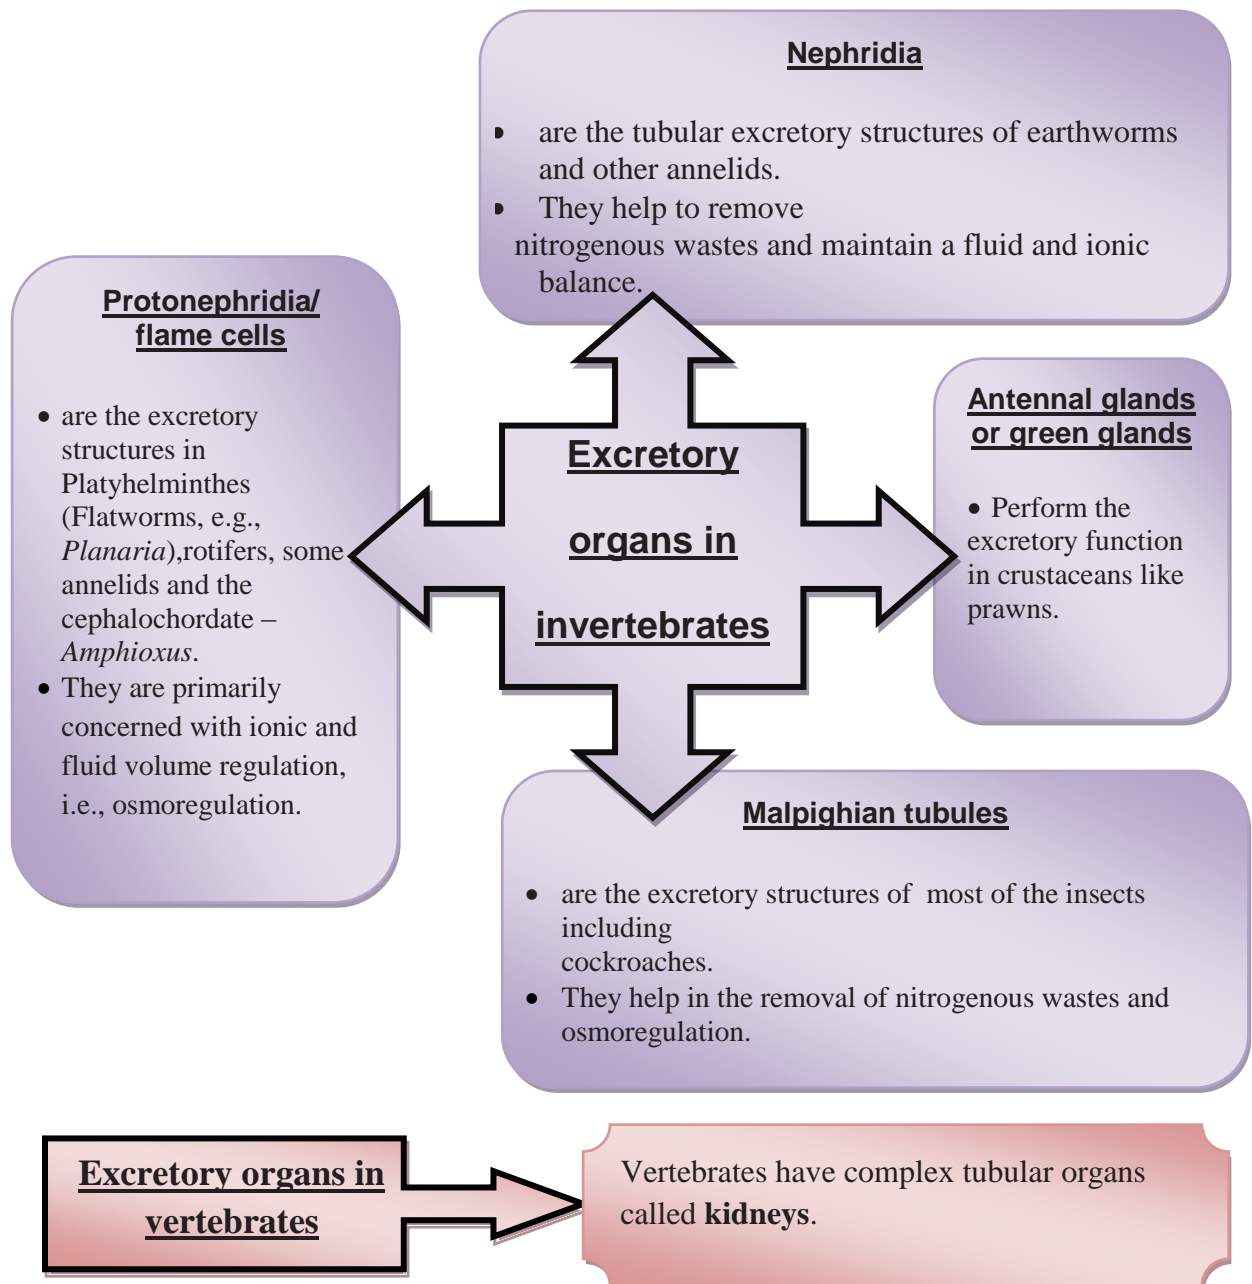 Nephridia
• are the tubular excretory structures of earthworms
and other annelids.
• They help to remove
nitrogenous wastes and maintain a fluid and ionic
balance.
Protonephridia/
flame cells
• are the excretory
structures in
Platyhelminthes
(Flatworms, e.g.,
Planaria),rotifers, some
annelids and the
cephalochordate –
Amphioxus.
• They are primarily
concerned with ionic and
fluid volume regulation,
i.e., osmoregulation.
Excretory
organs in
invertebrates
Antennal glands
or green glands
• Perform the
excretory function
in crustaceans like
prawns.
Malpighian tubules
• are the excretory structures of most of the insects
including
cockroaches.
• They help in the removal of nitrogenous wastes and
osmoregulation.
Excretory organs in
vertebrates
Vertebrates have complex tubular organs
called kidneys.